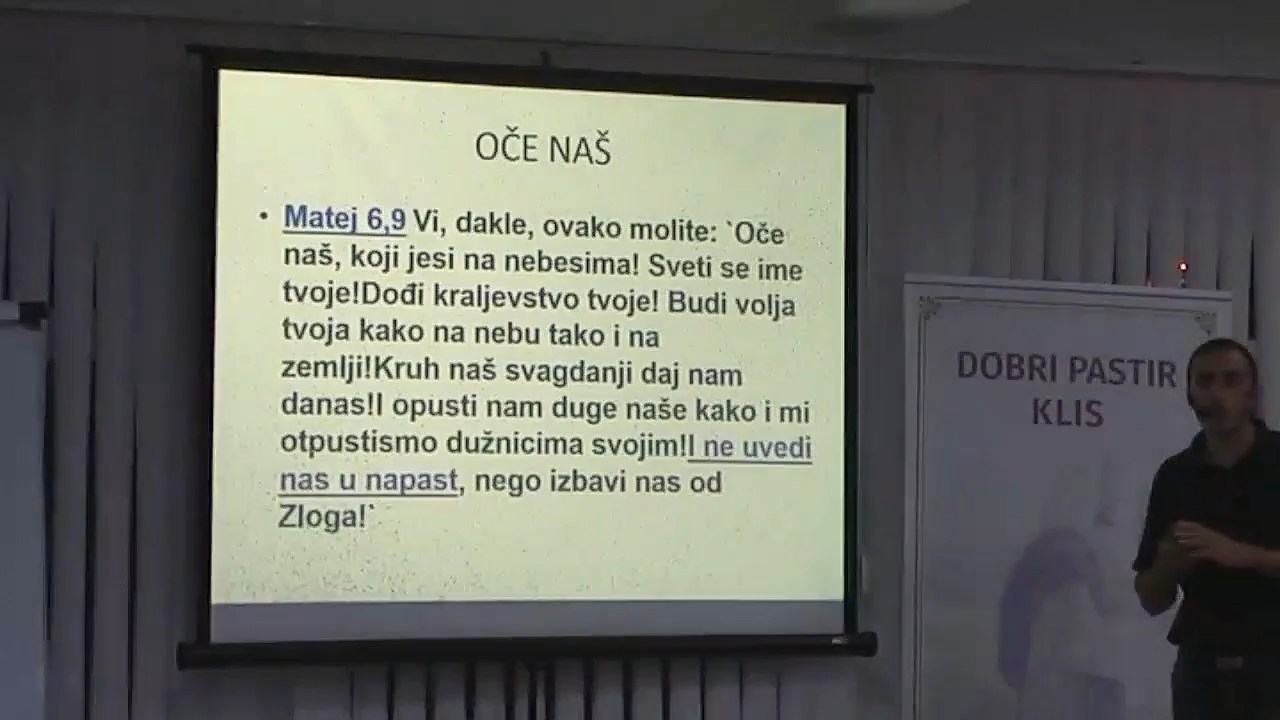 OČE NAŠ
• Matej 6,9 Vi, dakle, ovako molite: `Oče
naš, koji jesi na nebesima! Sveti se ime
tvoje!Dođi kraljevstvo tvoje! Budi volja
tvoja kako na nebu tako i na
zemlji!Kruh naš svagdanji daj nam
danas!I opusti nam duge naše kako i mi
otpustismo dužnicima svojim!I ne uvedi
nas u napast, nego izbavi nas od
Zloga!`
DOBRI PASTIR
KLIS